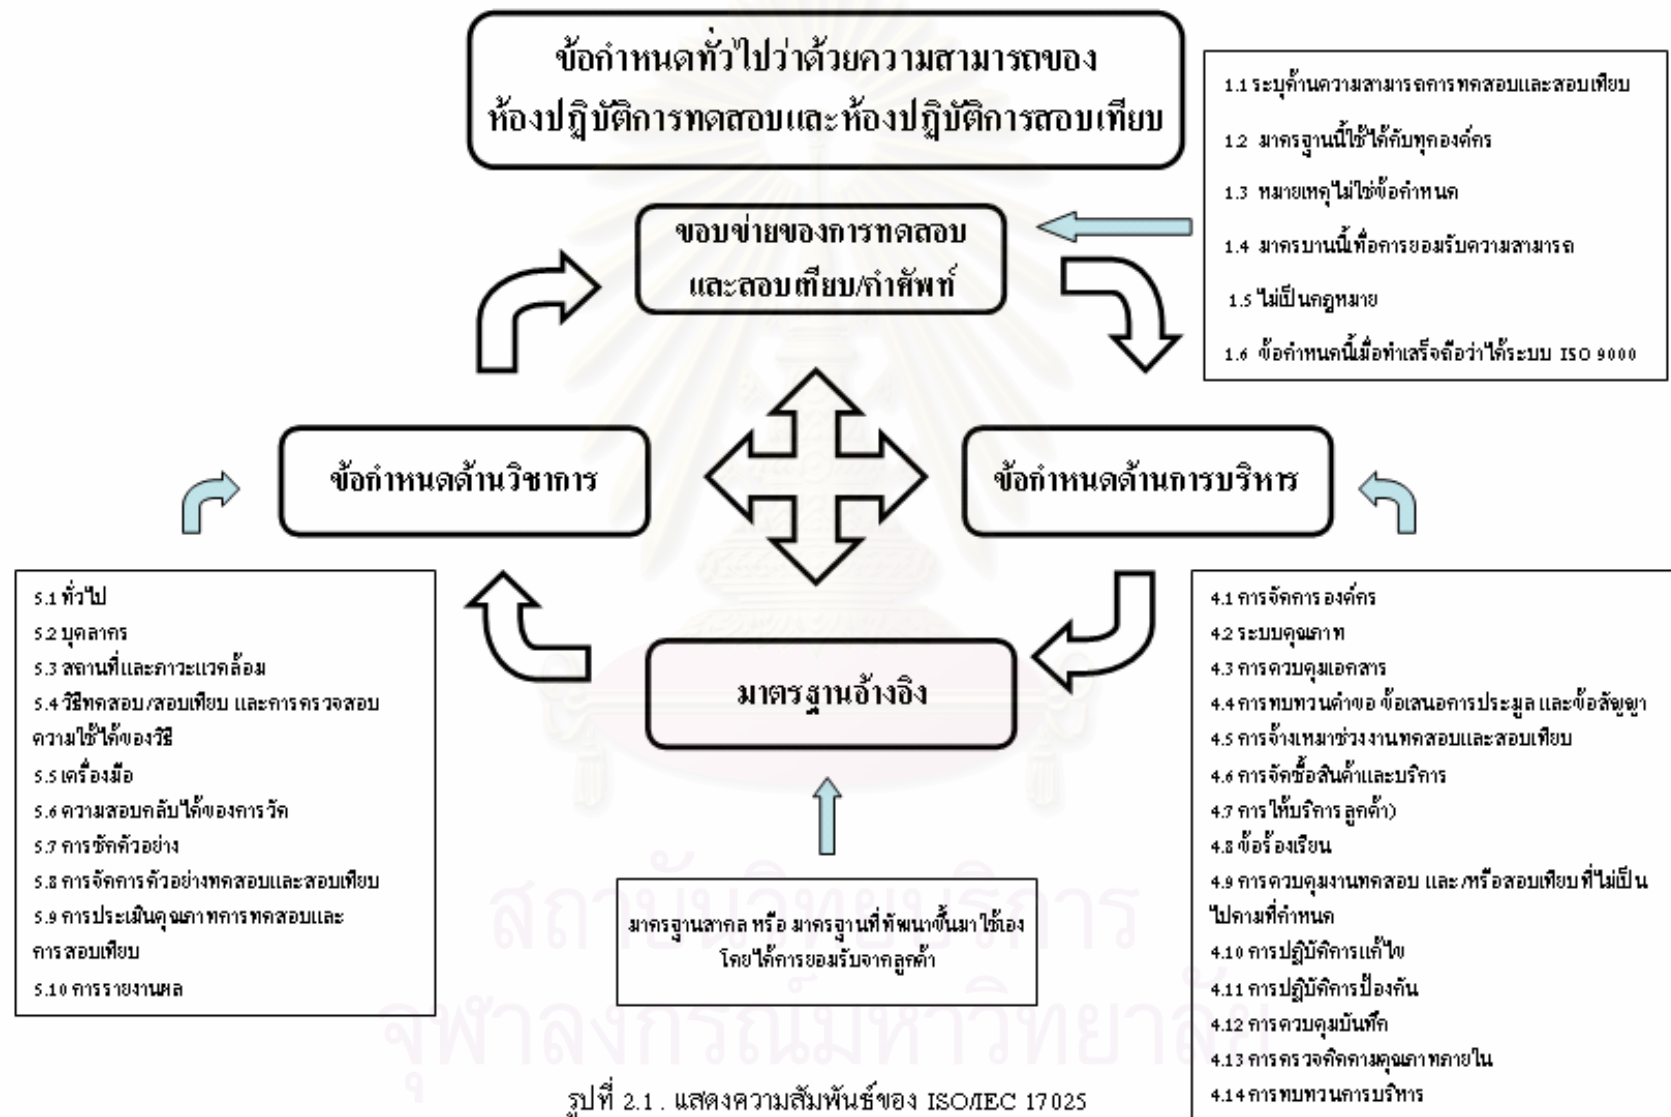 ข้อกำหนดทั่วไปว่าด้วยความสามารถของ
ห้องปฏิบัติการทดสอบและห้องปฏิบัติการสอบเทียบ
1.1 ระบุด้านความสามารถการทดสอบและสอบเทียบ
1.2 มาตรฐานนี้ใช้ได้กับทุกองค์กร
1.3 หมายเหตุไม่ใช่ข้อกำหนด
1.4 มาตรบานนี้เพื่อการยอมรับความสามารถ
1.5 ไม่เป็นกฎหมาย
1.6 ข้อกำหนดนี้เมื่อทำเสร็จถือว่าได้ระบบ ISO 9000
ขอบข่ายของการทดสอบ
และสอบเทียบ/คำศัพท์
ข้อกำหนดด้านวิชาการ
ข้อกำหนดด้านการบริหาร
มาตรฐานอ้างอิง
5.1 ทั่วไป
5.2 บุคลากร
5.3 สถานที่และภาวะแวดล้อม
5.4 วิธีทดสอบ/สอบเทียบ และการตรวจสอบ
ความใช้ได้ของวิธี
5.5 เครื่องมือ
5.6 ความสอบกลับได้ของการวัด
5.7 การชักตัวอย่าง
5.8 การจัดการตัวอย่างทดสอบและสอบเทียบ
5.9 การประเมินคุณภาพการทดสอบและ
การสอบเทียบ
5.10 การรายงานผล
มาตรฐานสากล หรือ มาตรฐานที่พัฒนาขึ้นมาใช้เอง
โดยได้การยอมรับจากลูกค้า
4.1 การจัดการองค์กร
4.2 ระบบคุณภาพ
4.3 การควบคุมเอกสาร
4.4 การทบทวนคำขอ ข้อเสนอการประมูล และข้อสัญญา
4.5 การจ้างเหมาช่วงงานทดสอบและสอบเทียบ
4.6 การจัดซื้อสินค้าและบริการ
4.7 การให้บริการลูกค้า)
4.8 ข้อร้องเรียน
4.9 การควบคุมงานทดสอบ และ/หรือสอบเทียบที่ไม่เป็น
ไปตามที่กำหนด
4.10 การปฏิบัติการแก้ไข
4.11 การปฏิบัติการป้องกัน
4.12 การควบคุมบันทึก
4.13 การตรวจติดตามคุณภาพภายใน
4.14 การทบทวนการบริหาร
สถาบันวิทยบริการ
จุฬาลงกรณ์มหาวิทยาลัย
รูปที่ 2.1 . แสดงความสัมพันธ์ของ ISO/IEC 17025